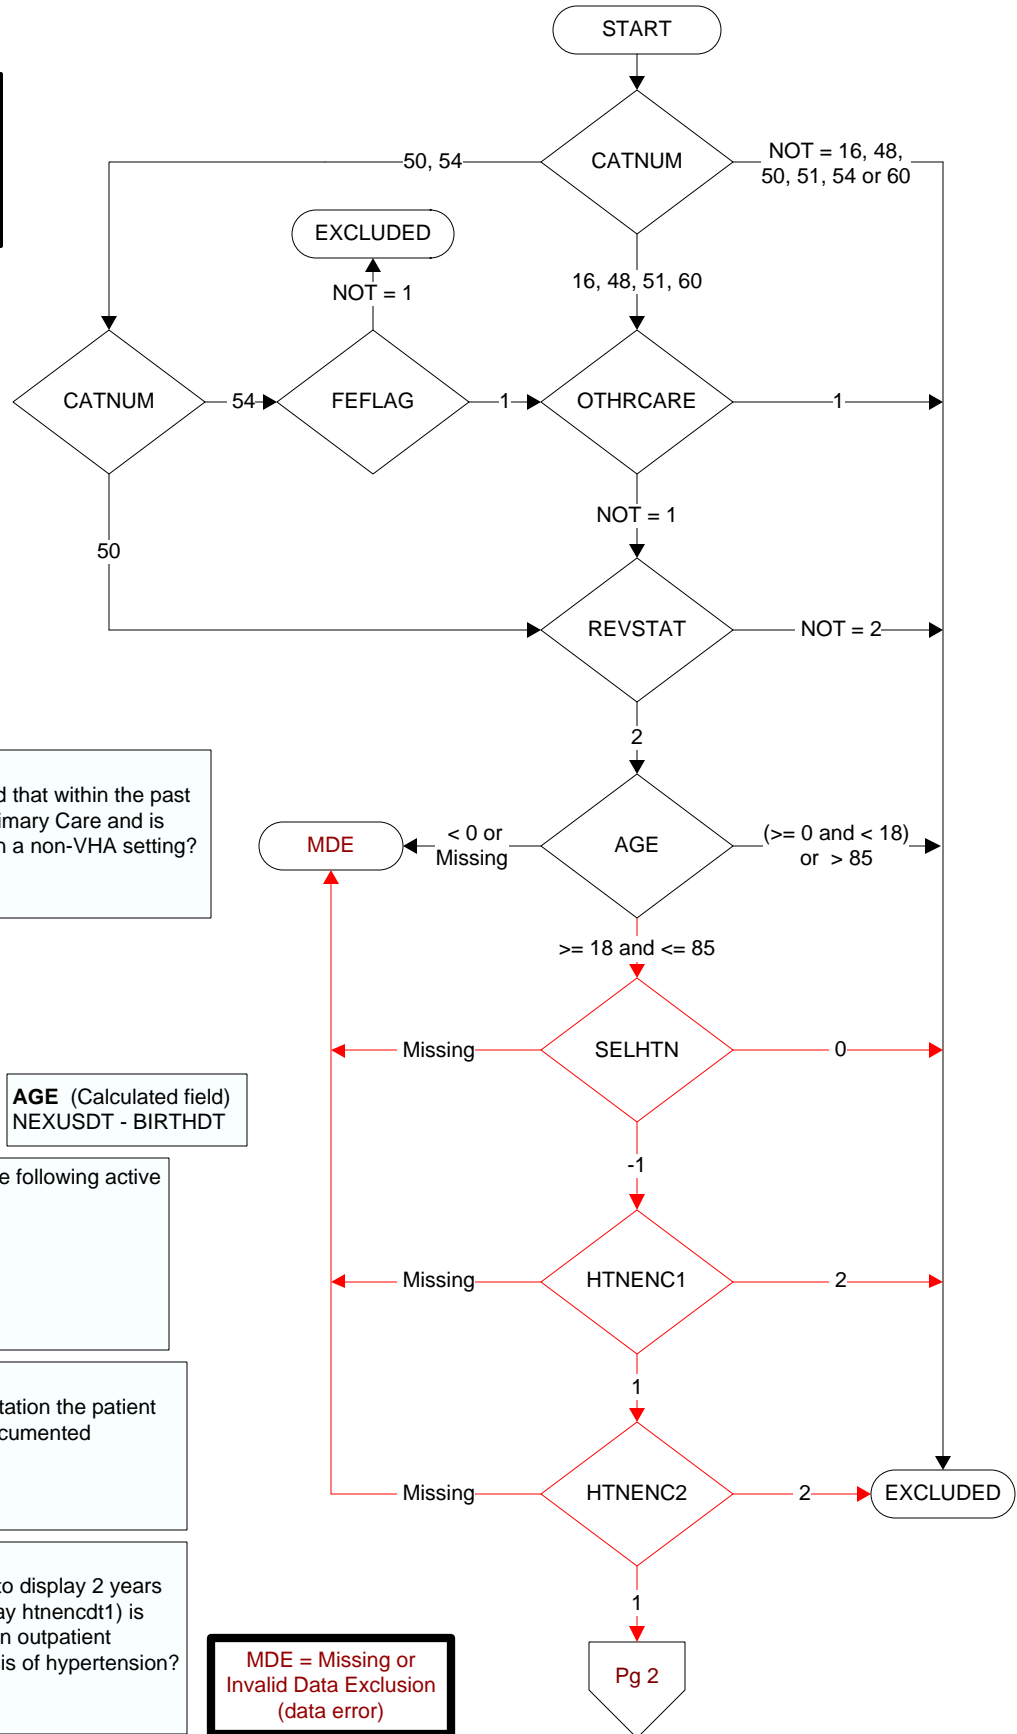 START
CATNUM
50, 54
NOT = 16, 48,
50, 51, 54 or 60
EXCLUDED
NOT = 1
16, 48, 51, 60
CATNUM
54
FEFLAG
1
OTHRCARE
1
NOT = 1
50
REVSTAT
NOT = 2
2
d that within the past
imary Care and is
n a non-VHA setting?
MDE
< 0 or
Missing
AGE
(>= 0 and < 18)
or > 85
>= 18 and <= 85
Missing
SELHTN
0
AGE (Calculated field)
NEXUSDT - BIRTHDT
-1
e following active
Missing
HTNENC1
2
1
tation the patient
cumented
Missing
HTNENC2
2
EXCLUDED
to display 2 years
ay htnencdt1) is
n outpatient
is of hypertension?
1
MDE = Missing or
Invalid Data Exclusion
(data error)
Pg 2